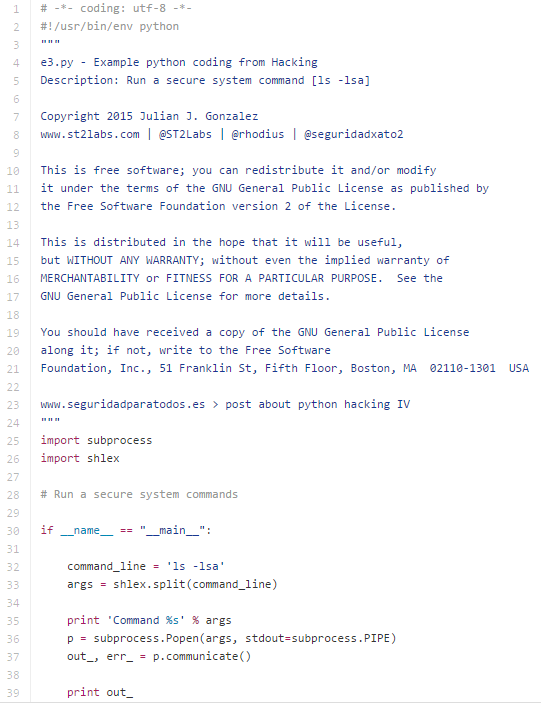 1 # -*- coding: utf-8 -*-
2 #!/usr/bin/env python
3 """
4 e3.py - Example python coding from Hacking
5 Description: Run a secure system command [ls -lsa]
6
7 Copyright 2015 Julian J. Gonzalez
8 www.st2labs.com | @ST2Labs | @rhodius | @seguridadxato2
9
10 This is free software; you can redistribute it and/or modify
11 it under the terms of the GNU General Public License as published by
12 the Free Software Foundation version 2 of the License.
13
14 This is distributed in the hope that it will be useful,
15 but WITHOUT ANY WARRANTY; without even the implied warranty of
16 MERCHANTABILITY or FITNESS FOR A PARTICULAR PURPOSE.  See the
17 GNU General Public License for more details.
18
19 You should have received a copy of the GNU General Public License
20 along it; if not, write to the Free Software
21 Foundation, Inc., 51 Franklin St, Fifth Floor, Boston, MA  02110-1301  USA
22
23 www.seguridadparatodos.es > post about python hacking IV
24 """
25 import subprocess
26 import shlex
27
28 # Run a secure system commands
29
30 if __name__ == "__main__":
31
32     command_line = 'ls -lsa'
33     args = shlex.split(command_line)
34
35     print 'Command %s' % args
36     p = subprocess.Popen(args, stdout=subprocess.PIPE)
37     out_, err_ = p.communicate()
38
39     print out_